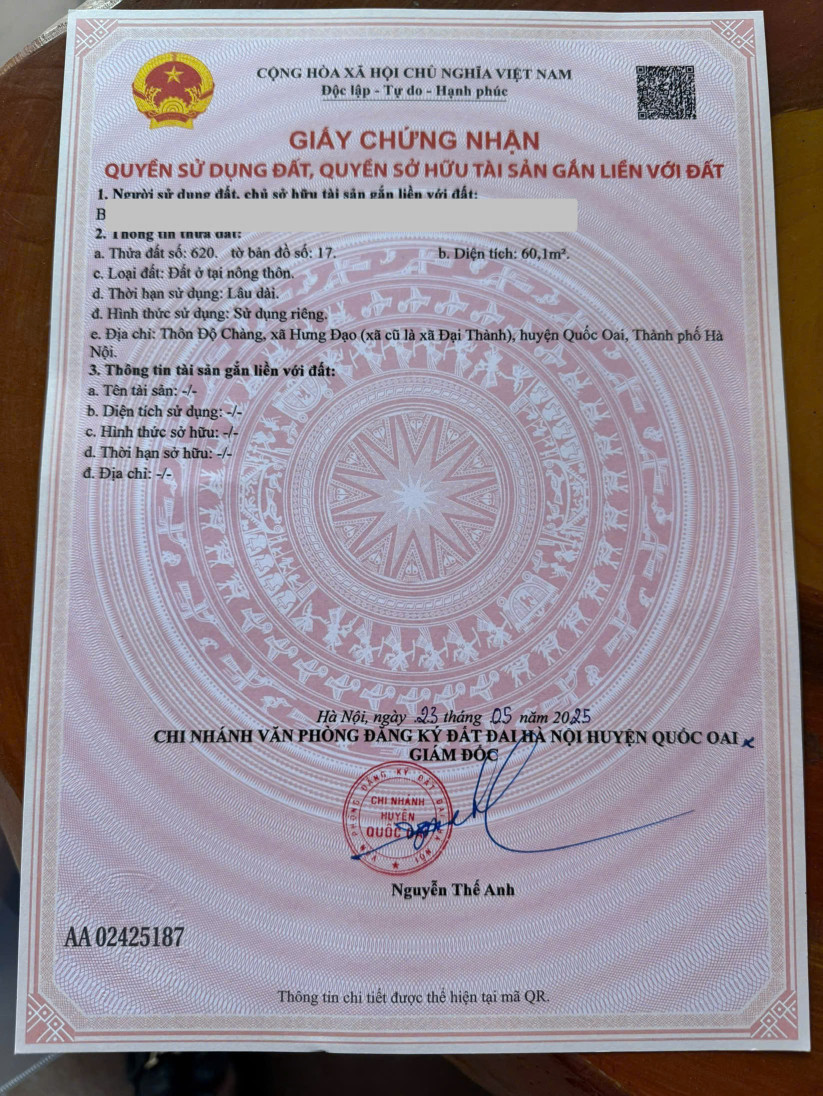 CỘNG HÒA XÃ HỘI CHỦ NGHĨA VIỆT NAM
Độc lập - Tự do - Hạnh phúc
GIẤY CHỨNG NHẬN
QUYỀN SỬ DỤNG ĐẤT, QUYỀN SỞ HỮU TÀI SẢN GẮN LIỀN VỚI ĐẤT
1. Người sử dụng đất, chủ sở hữu tài sản gắn liền với đất:
B
2. Thông tin thửa đất:
a. Thửa đất số: 620. tờ bản đồ số: 17. b. Diện tích: 60,1m².
c. Loại đất: Đất ở tại nông thôn.
d. Thời hạn sử dụng: Lâu dài.
đ. Hình thức sử dụng: Sử dụng riêng.
e. Địa chỉ: Thôn Độ Chàng, xã Hưng Đạo (xã cũ là xã Đại Thành), huyện Quốc Oai, Thành phố Hà
Nội.
3. Thông tin tài sản gắn liền với đất:
a. Tên tài sản: -/-
b. Diện tích sử dụng: -/-
c. Hình thức sở hữu: -/-
d. Thời hạn sở hữu: -/-
đ. Địa chỉ: -/-
Hà Nội, ngày 23 tháng 05 năm 2025
CHI NHÁNH VĂN PHÒNG ĐĂNG KÝ ĐẤT ĐAI HÀ NỘI HUYỆN QUỐC OAI
GIÁM ĐỐC
VĂN PHÒNG ĐĂNG KÝ ĐẤT ĐAI HÀ NỘI
CHI NHÁNH
HUYỆN
QUỐC OAI
Nguyễn Thế Anh
AA 02425187
Thông tin chi tiết được thể hiện tại mã QR.